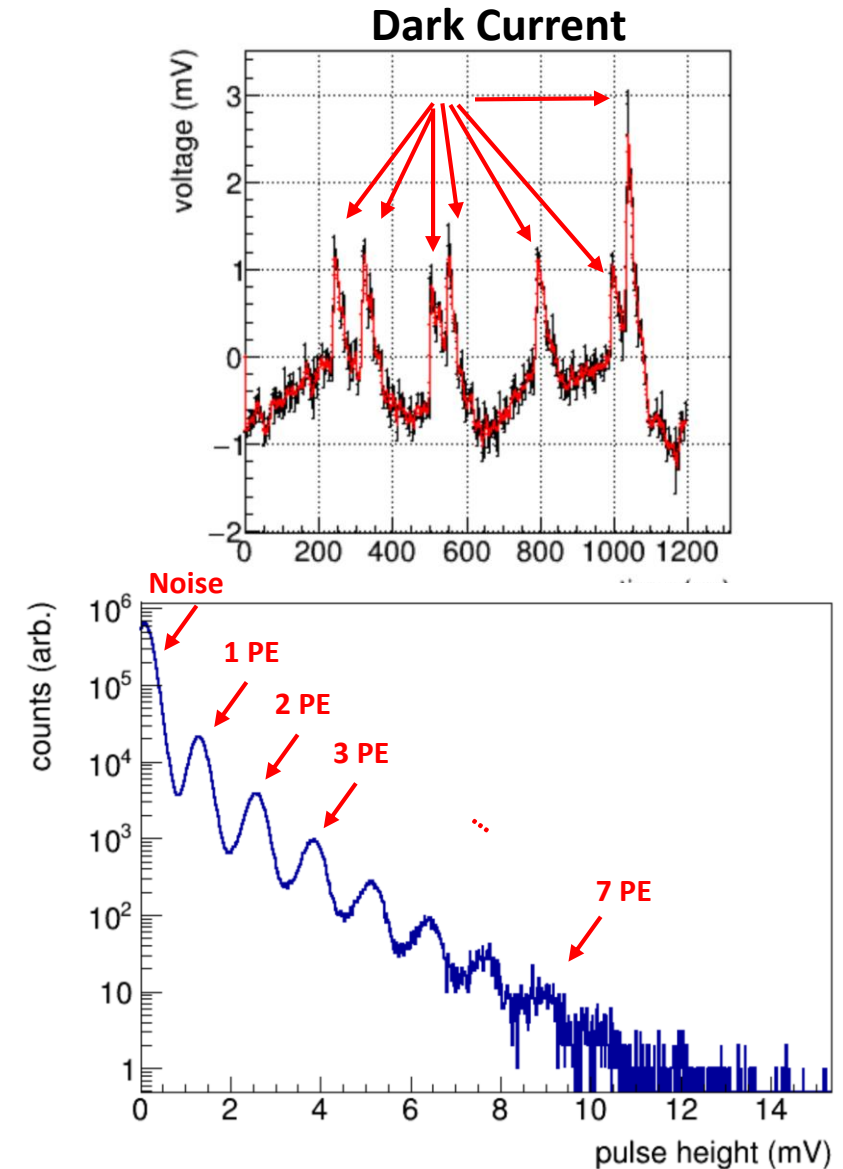 Dark Current
voltage (mV)
3
2
1
0
−1
−2
0 200 400 600 800 1000 1200
Noise
1 PE
2 PE
3 PE
...
7 PE
counts (arb.)
10⁶
10⁵
10⁴
10³
10²
10
1
0 2 4 6 8 10 12 14
pulse height (mV)